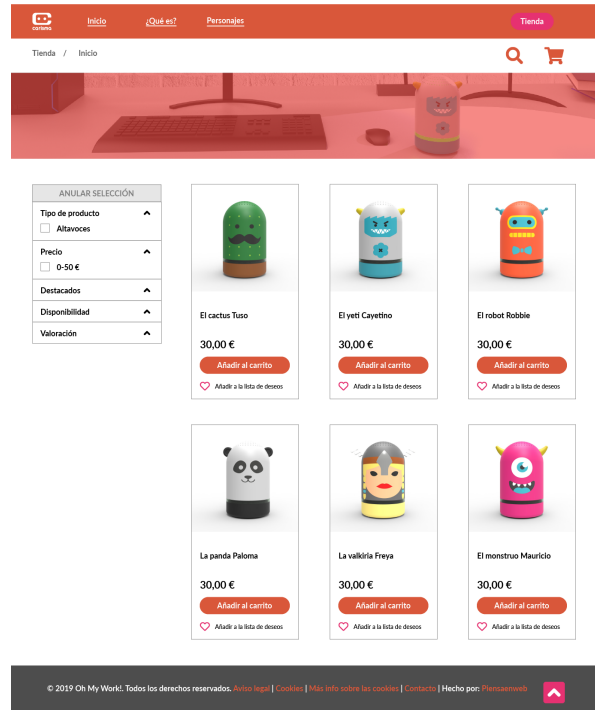 carisma
Inicio
¿Qué es?
Personajes
Tienda
Tienda / Inicio
ANULAR SELECCIÓN
Tipo de producto
Altavoces
Precio
0-50 €
Destacados
Disponibilidad
Valoración
El cactus Tuso
30,00 €
Añadir al carrito
Añadir a la lista de deseos
El yeti Cayetino
30,00 €
Añadir al carrito
Añadir a la lista de deseos
El robot Robbie
30,00 €
Añadir al carrito
Añadir a la lista de deseos
La panda Paloma
30,00 €
Añadir al carrito
Añadir a la lista de deseos
La valkiria Freya
30,00 €
Añadir al carrito
Añadir a la lista de deseos
El monstruo Mauricio
30,00 €
Añadir al carrito
Añadir a la lista de deseos
© 2019 Oh My Work!. Todos los derechos reservados. Aviso legal | Cookies | Más info sobre las cookies | Contacto | Hecho por: Piensaenweb